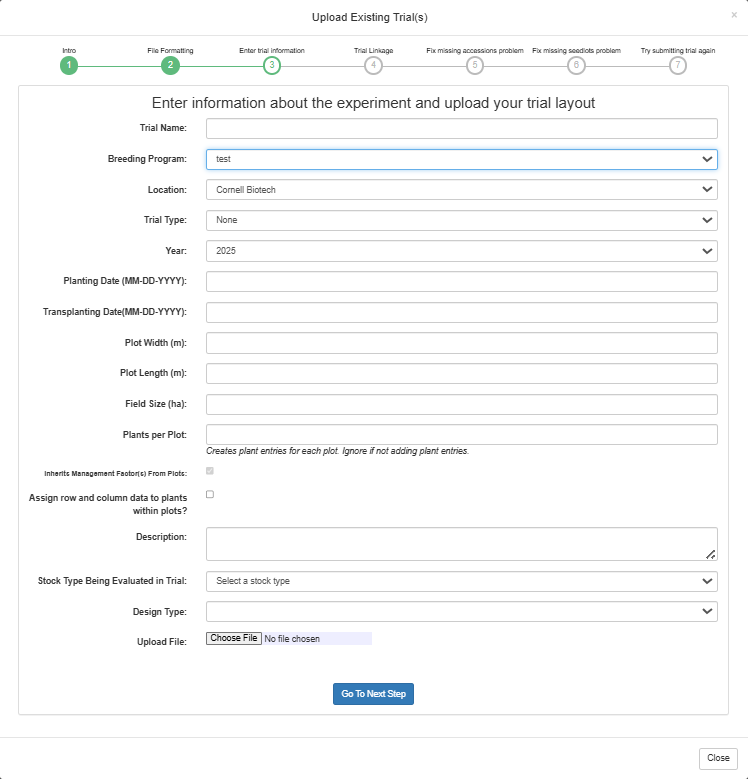 Upload Existing Trial(s)
×
Intro
File Formatting
Enter trial information
Trial Linkage
Fix missing accessions problem
Fix missing seedlots problem
Try submitting trial again
1
2
3
4
5
6
7
Enter information about the experiment and upload your trial layout
Trial Name:
Breeding Program: test
Location: Cornell Biotech
Trial Type: None
Year: 2025
Planting Date (MM-DD-YYYY):
Transplanting Date(MM-DD-YYYY):
Plot Width (m):
Plot Length (m):
Field Size (ha):
Plants per Plot:
Creates plant entries for each plot. Ignore if not adding plant entries.
Inherits Management Factor(s) From Plots:
Assign row and column data to plants
within plots?
Description:
Stock Type Being Evaluated in Trial: Select a stock type
Design Type:
Upload File: Choose File No file chosen
Go To Next Step
Close